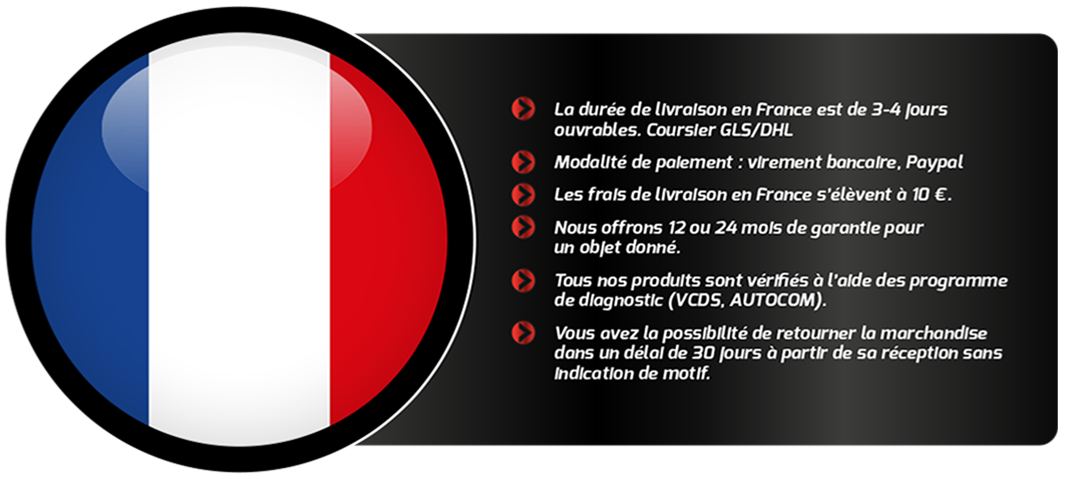 La durée de livraison en France est de 3-4 jours
ouvrables. Coursier GLS/DHL
Modalité de paiement : virement bancaire, Paypal
Les frais de livraison en France s'élèvent à 10 €.
Nous offrons 12 ou 24 mois de garantie pour
un objet donné.
Tous nos produits sont vérifiés à l'aide des programme
de diagnostic (VCDS, AUTOCOM).
Vous avez la possibilité de retourner la marchandise
dans un délai de 30 jours à partir de sa réception sans
indication de motif.